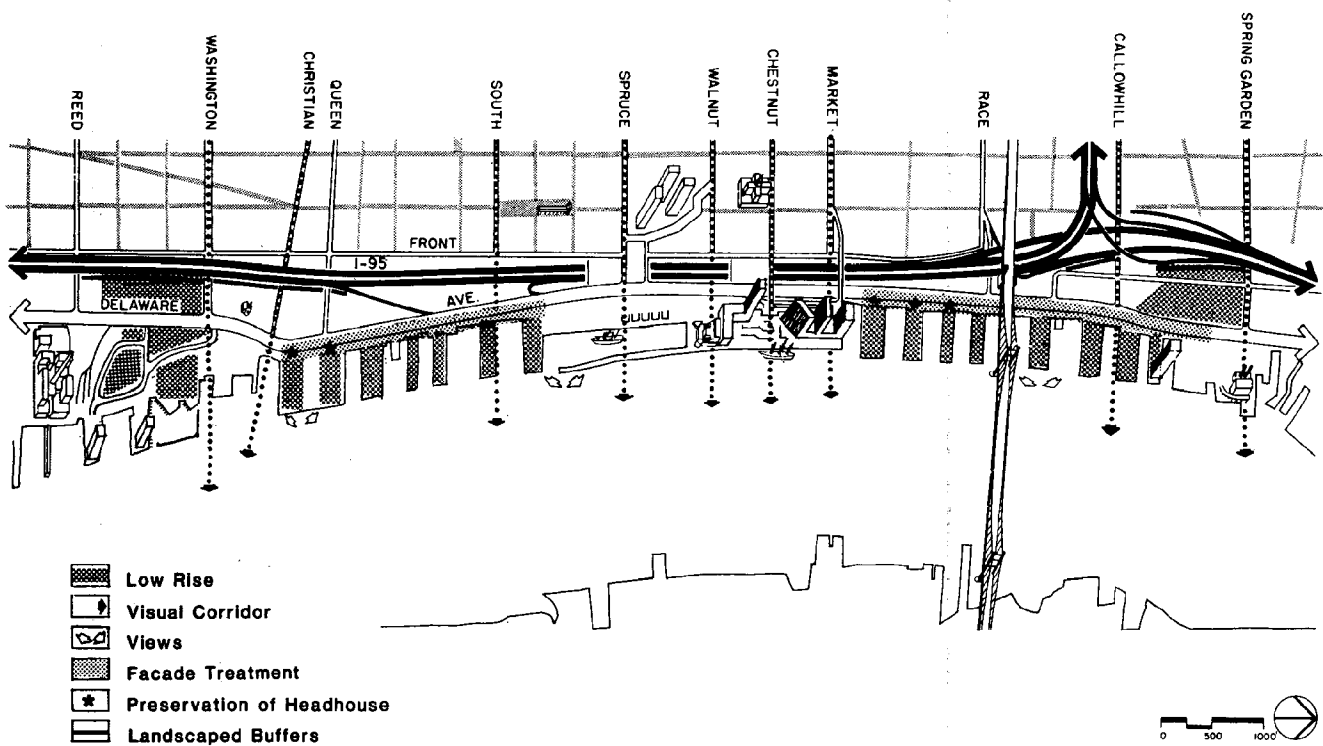 REED
WASHINGTON
CHRISTIAN
QUEEN
SOUTH
SPRUCE
WALNUT
CHESTNUT
MARKET
RACE
CALLOWHILL
SPRING GARDEN
FRONT
I-95
DELAWARE AVE.
Low Rise
Visual Corridor
Views
Facade Treatment
Preservation of Headhouse
Landscaped Buffers
0 500 1000